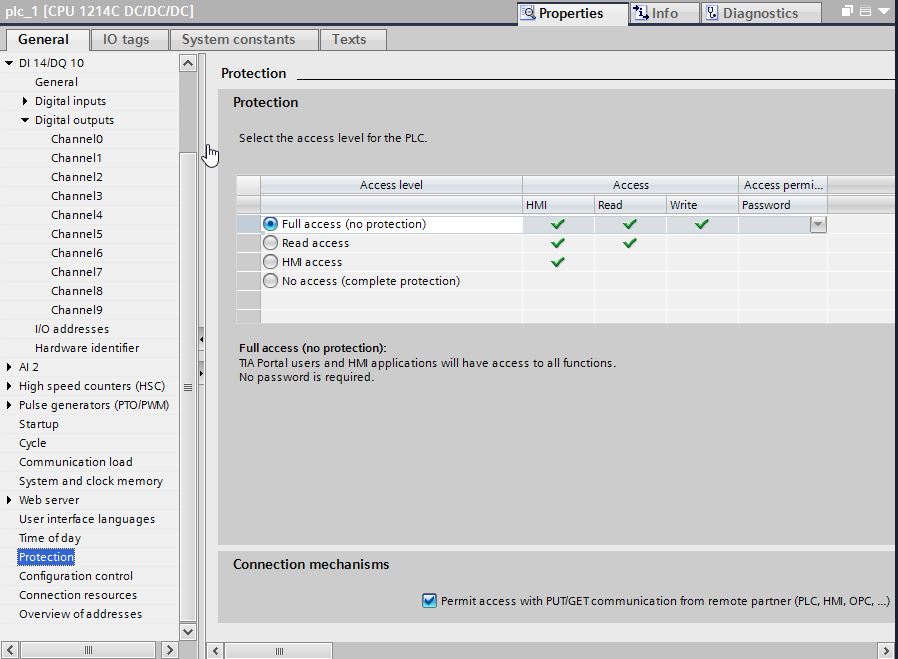 plc_1 [CPU 1214C DC/DC/DC]
Properties
Info
Diagnostics
General
IO tags
System constants
Texts
DI 14/DQ 10
General
Digital inputs
Digital outputs
Channel0
Channel1
Channel2
Channel3
Channel4
Channel5
Channel6
Channel7
Channel8
Channel9
I/O addresses
Hardware identifier
AI 2
High speed counters (HSC)
Pulse generators (PTO/PWM)
Startup
Cycle
Communication load
System and clock memory
Web server
User interface languages
Time of day
Protection
Configuration control
Connection resources
Overview of addresses
Protection
Protection
Select the access level for the PLC.
Access level Access Access permi...
HMI Read Write Password
Full access (no protection)
Read access
HMI access
No access (complete protection)
Full access (no protection):
TIA Portal users and HMI applications will have access to all functions.
No password is required.
Connection mechanisms
Permit access with PUT/GET communication from remote partner (PLC, HMI, OPC, ...)